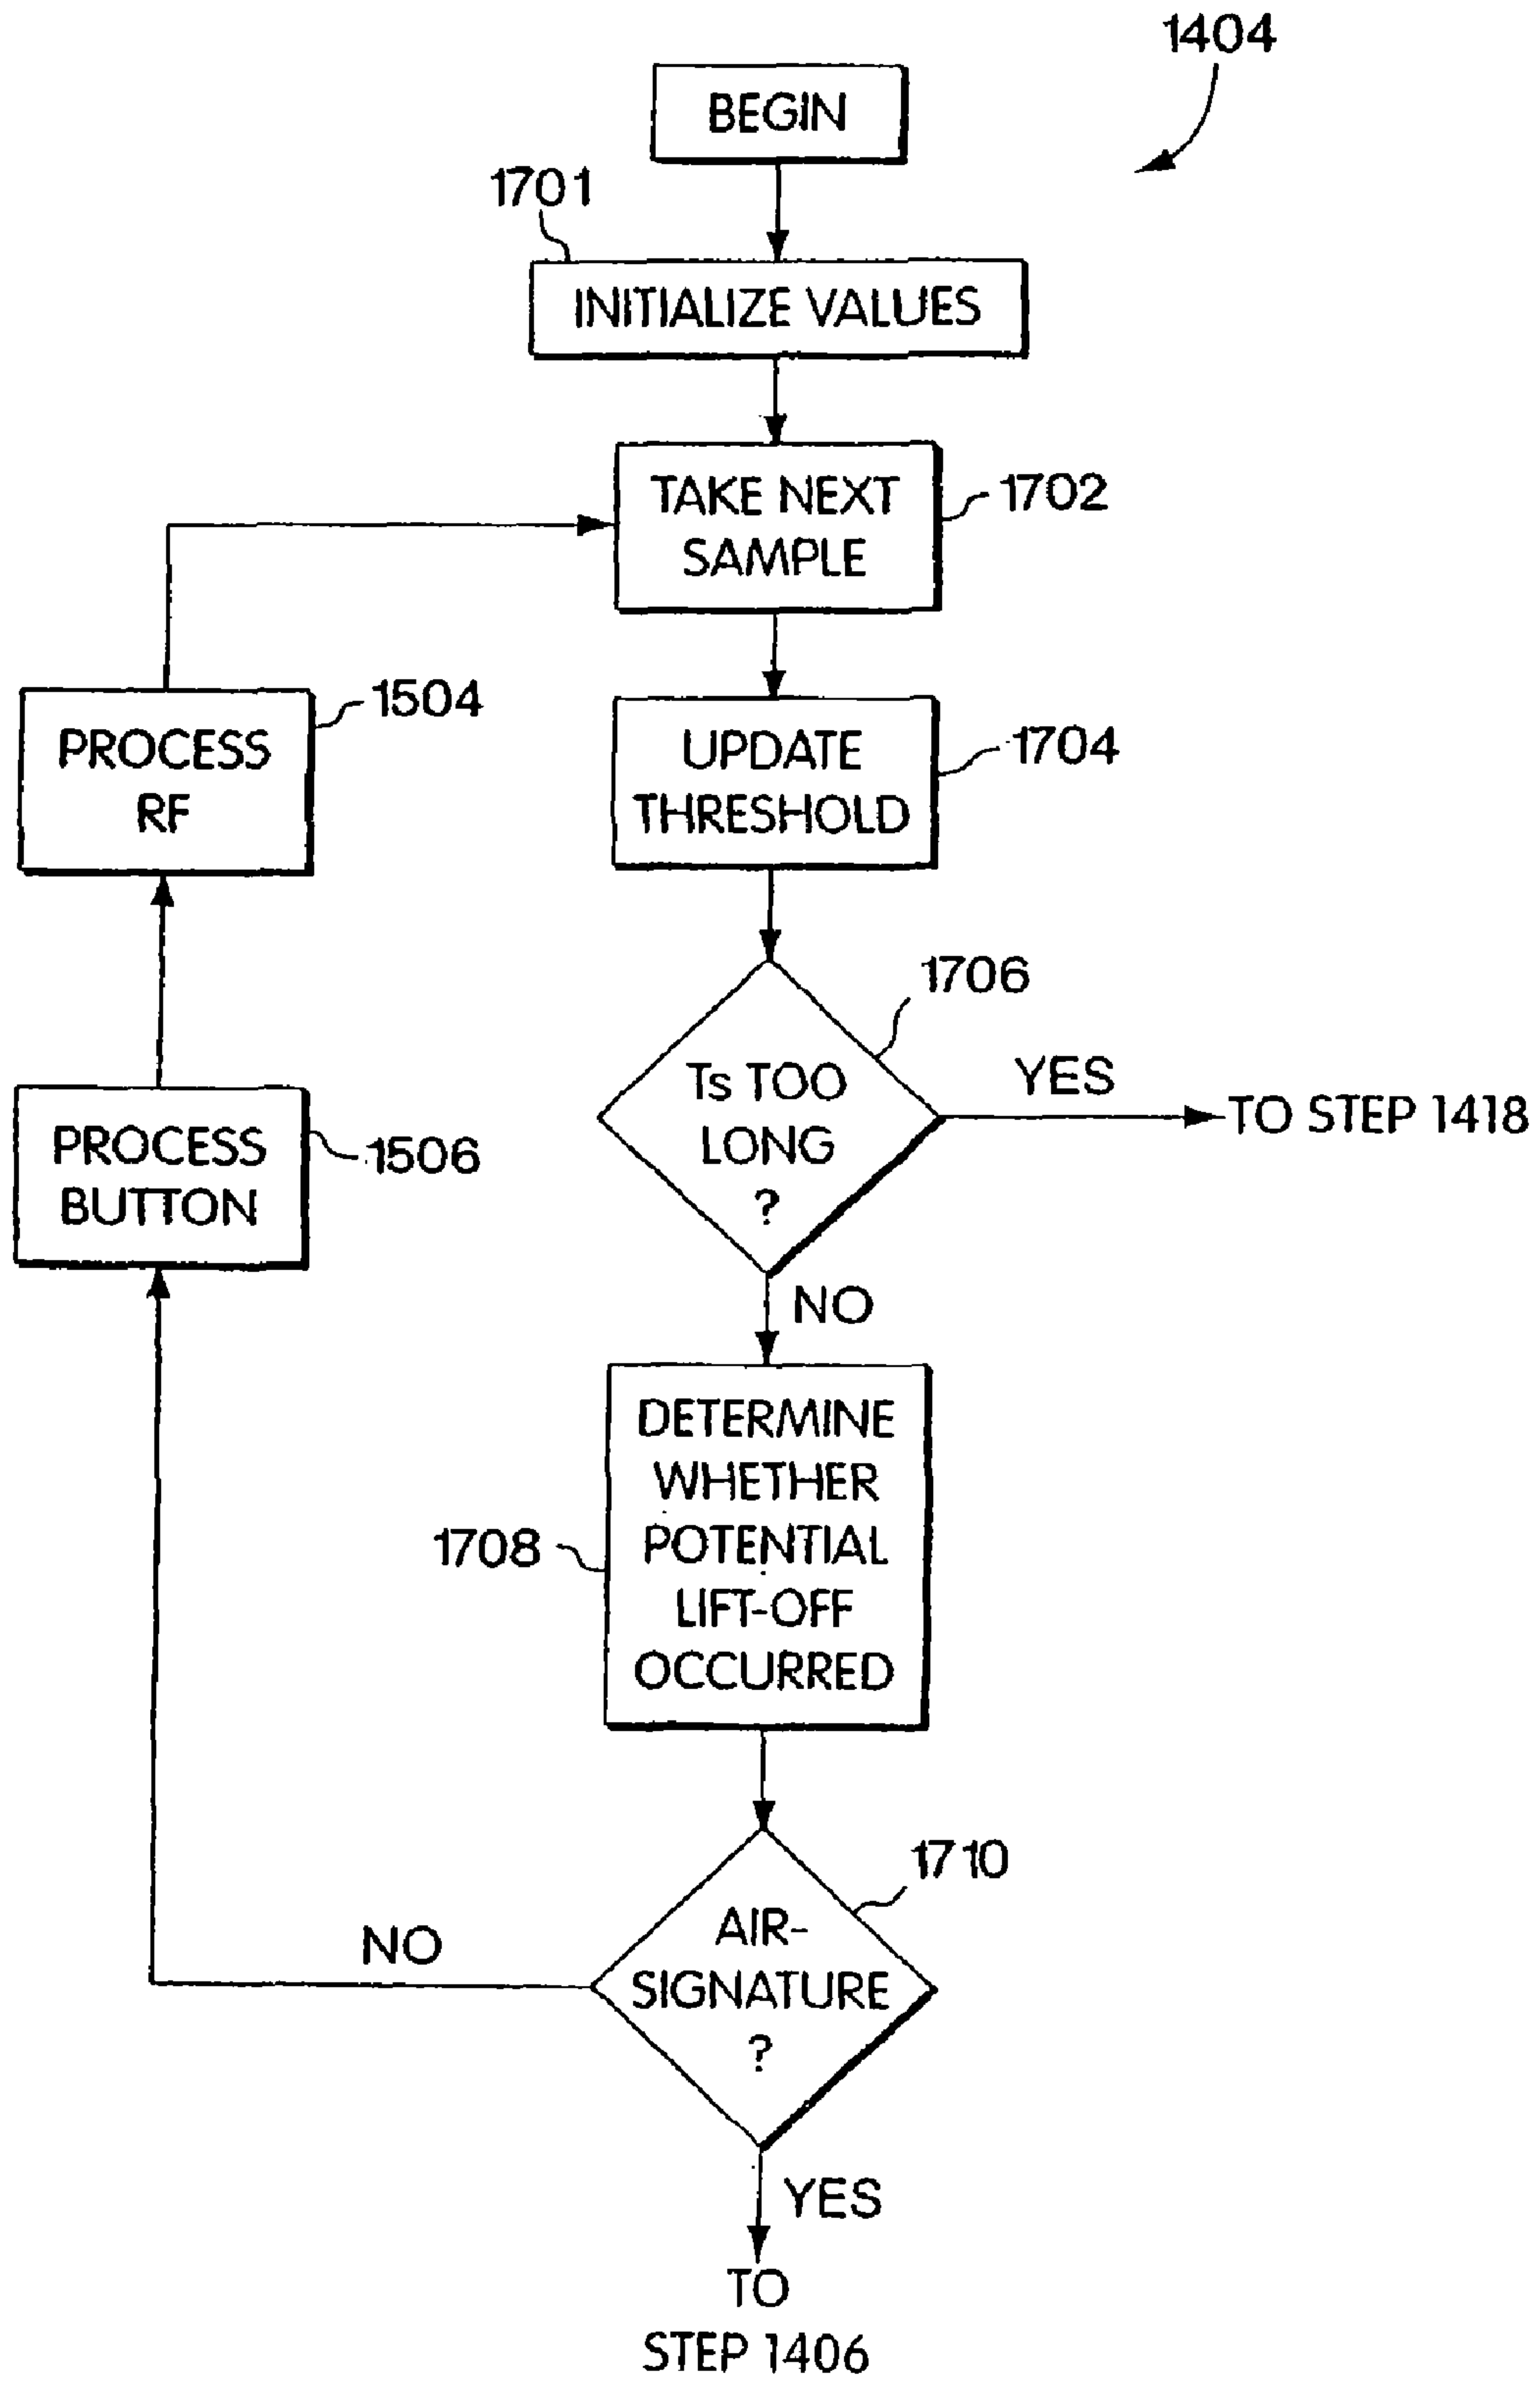 1404
BEGIN
1701
INITIALIZE VALUES
TAKE NEXT
SAMPLE
1702
PROCESS
RF
1504
UPDATE
THRESHOLD
1704
1706
Ts TOO
LONG
?
YES
TO STEP 1418
PROCESS
BUTTON
1506
NO
DETERMINE
WHETHER
POTENTIAL
LIFT-OFF
OCCURRED
1708
1710
AIR-
SIGNATURE
?
NO
YES
TO
STEP 1406